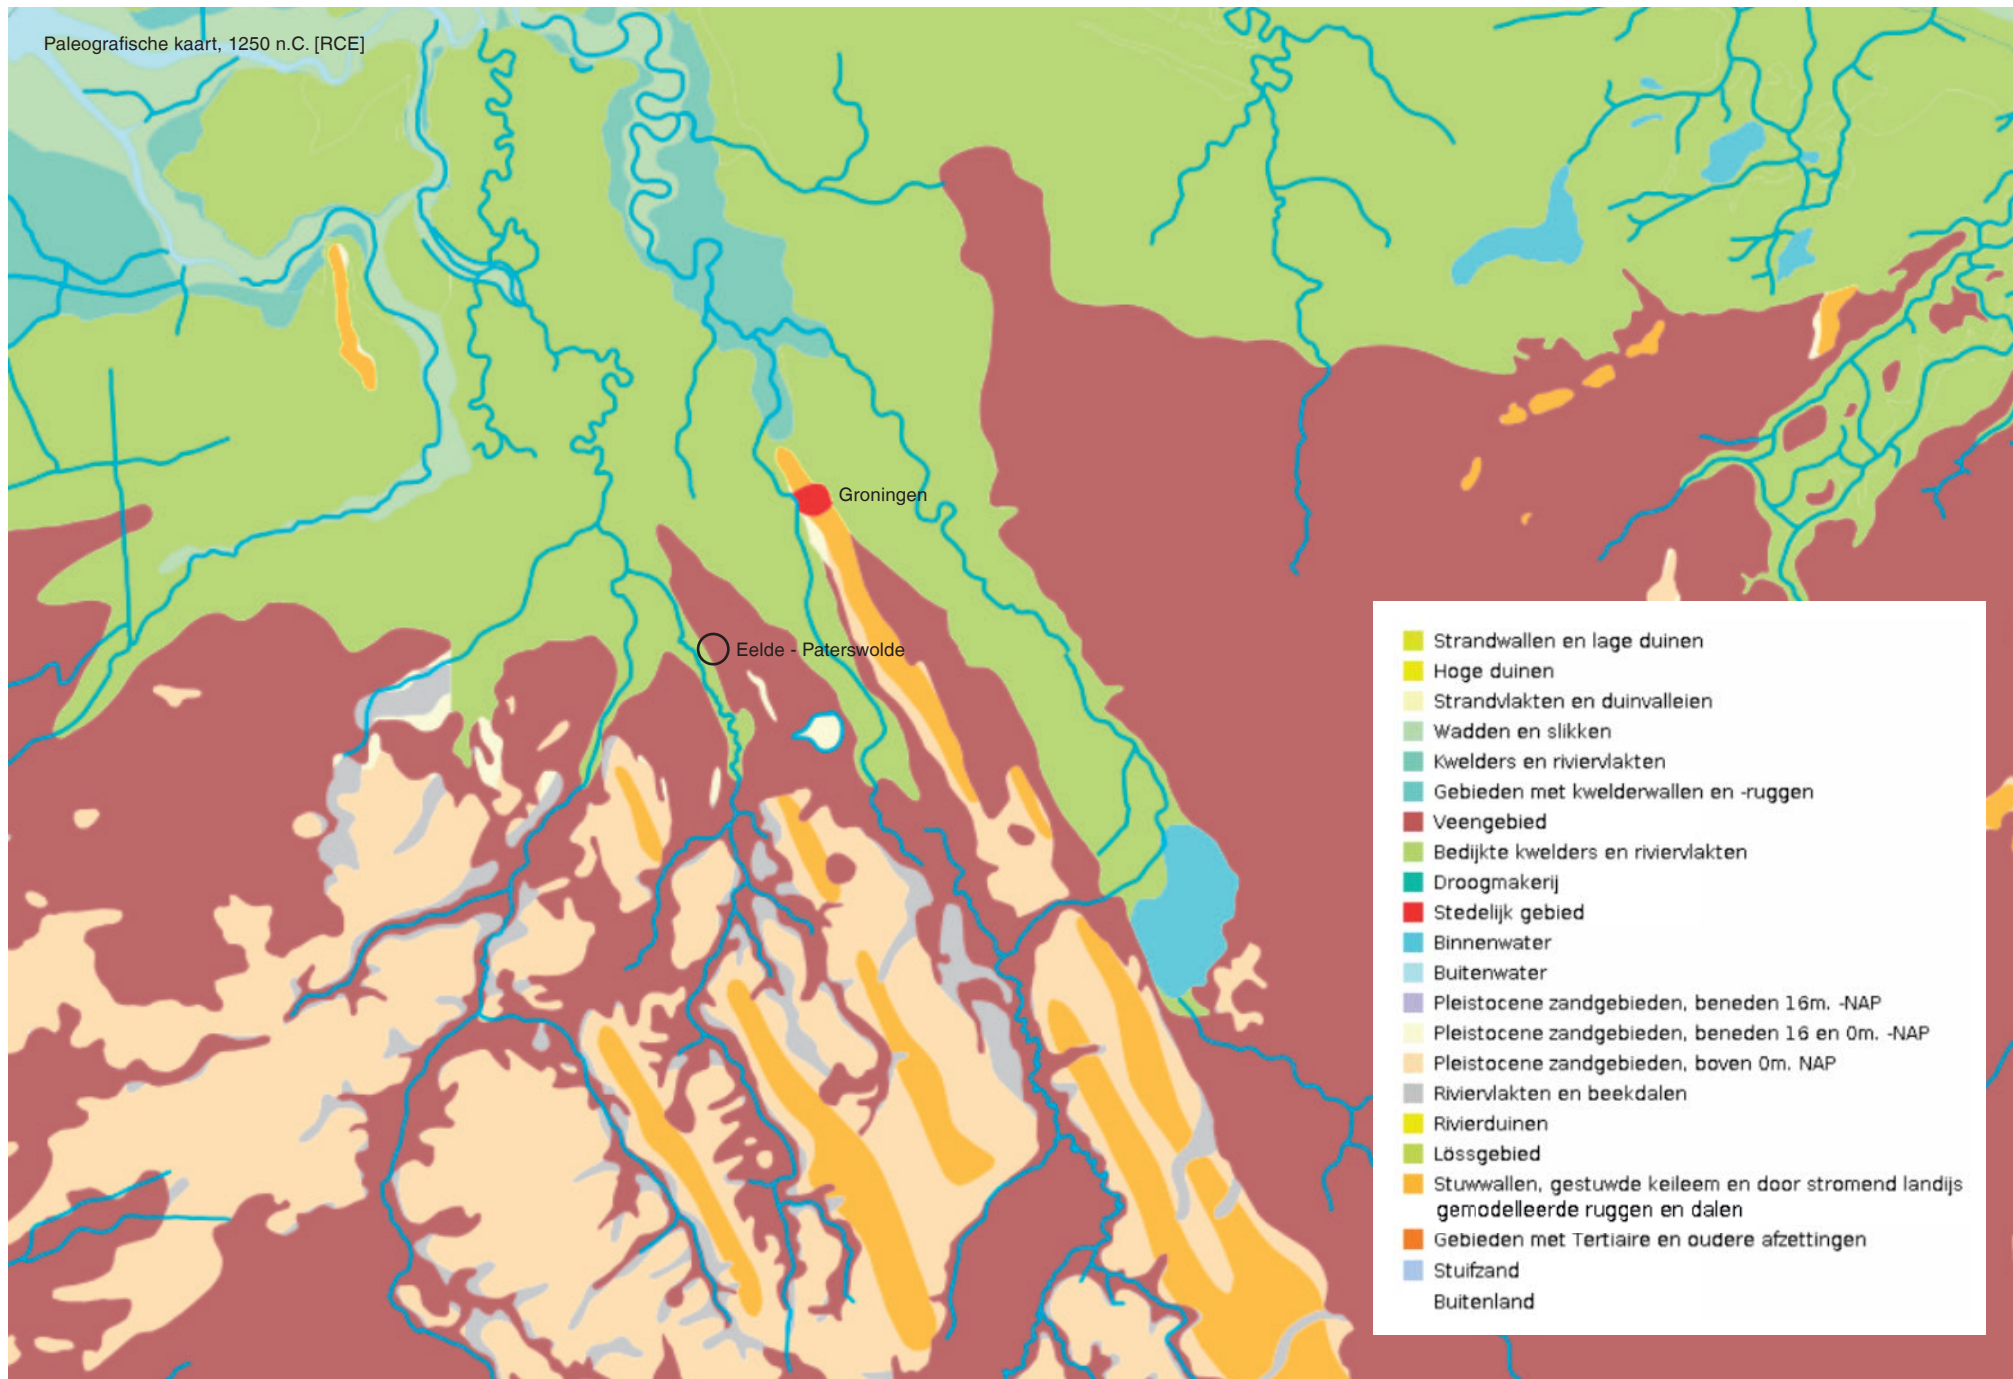 Paleografische kaart, 1250 n.C. [RCE]
Groningen
Eelde - Paterswolde
Strandwallen en lage duinen
Hoge duinen
Strandvlakten en duinvalleien
Wadden en slikken
Kwelders en riviervlakten
Gebieden met kwelderwallen en -ruggen
Veengebied
Bedijkte kwelders en riviervlakten
Droogmakerij
Stedelijk gebied
Binnenwater
Buitenwater
Pleistocene zandgebieden, beneden 16m. -NAP
Pleistocene zandgebieden, beneden 16 en 0m. -NAP
Pleistocene zandgebieden, boven 0m. NAP
Riviervlakten en beekdalen
Rivierduinen
Lössgebied
Stuwwallen, gestuwde keileem en door stromend landijs
gemodelleerde ruggen en dalen
Gebieden met Tertiaire en oudere afzettingen
Stuifzand
Buitenland